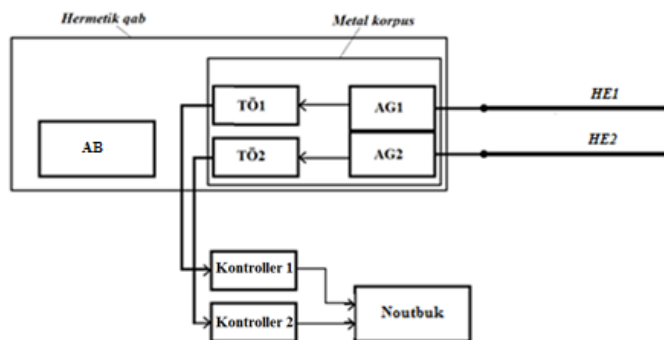 Hermetik qab
Metal korpus
TÖ1
AG1
HE1
AB
TÖ2
AG2
HE2
Kontroller 1
Kontroller 2
Noutbuk